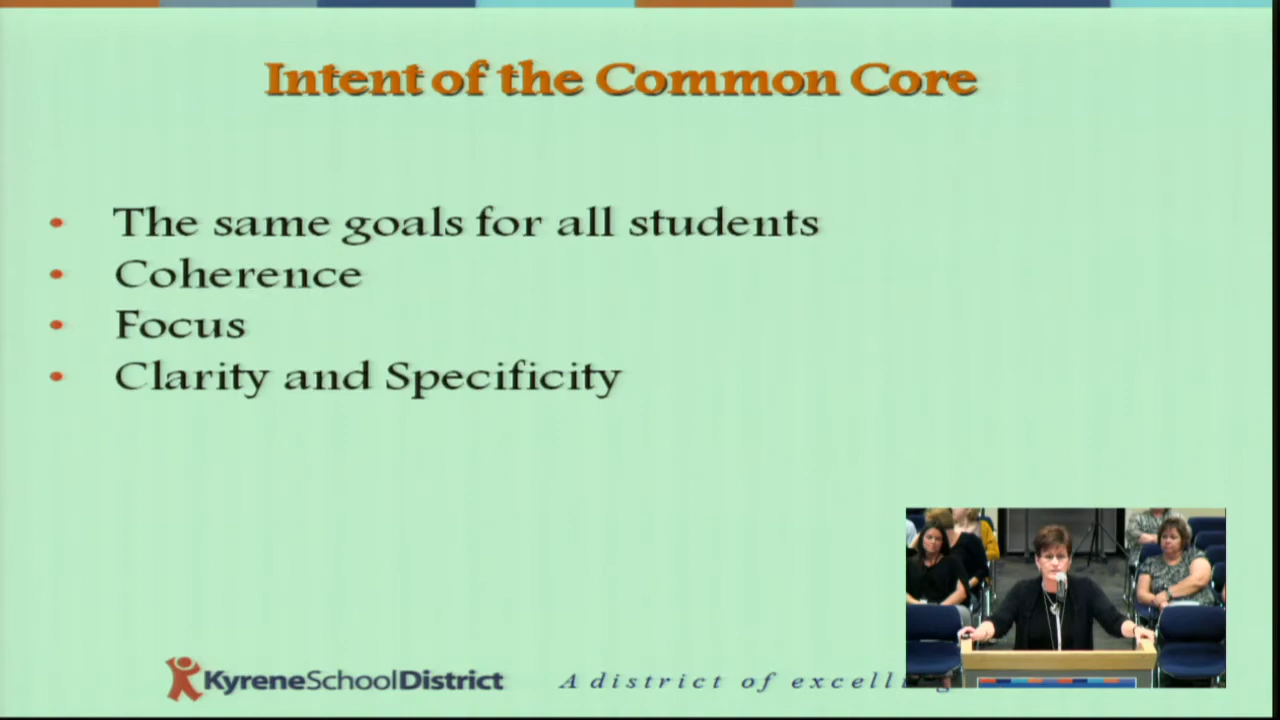 Intent of the Common Core
• The same goals for all students
• Coherence
• Focus
• Clarity and Specificity
KyreneSchoolDistrict
A district of